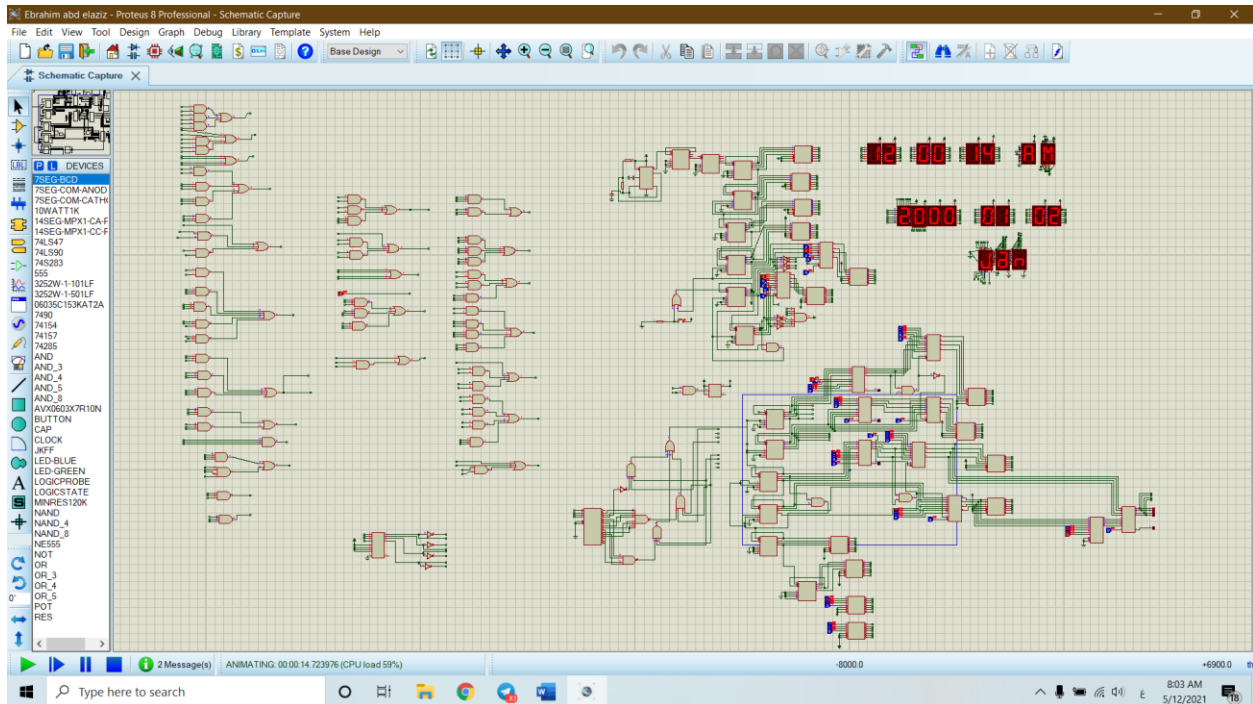 Ebrahim abd elaziz - Proteus 8 Professional - Schematic Capture
File Edit View Tool Design Graph Debug Library Template System Help
Base Design
Schematic Capture
P L DEVICES
7SEG-BCD
7SEG-COM-ANOD
7SEG-COM-CATH
10WATT1K
14SEG-MPX1-CA-F
14SEG-MPX1-CC-F
74LS47
74LS90
74S283
555
3252W-1-101LF
3252W-1-501LF
06035C153KAT2A
7490
74154
74157
74285
AND
AND_3
AND_4
AND_5
AND_8
AVX0603X7R10N
BUTTON
CAP
CLOCK
JKFF
LED-BLUE
LED-GREEN
LOGICPROBE
LOGICSTATE
MINRES120K
NAND
NAND_4
NAND_8
NE555
NOT
OR
OR_3
OR_4
OR_5
POT
RES
12 00 14 AM
2000 01 02
Jan
2 Message(s) ANIMATING: 00:00:14.723976 (CPU load 59%) -8000.0 +6900.0 th
Type here to search
ع
8:03 AM
5/12/2021
18